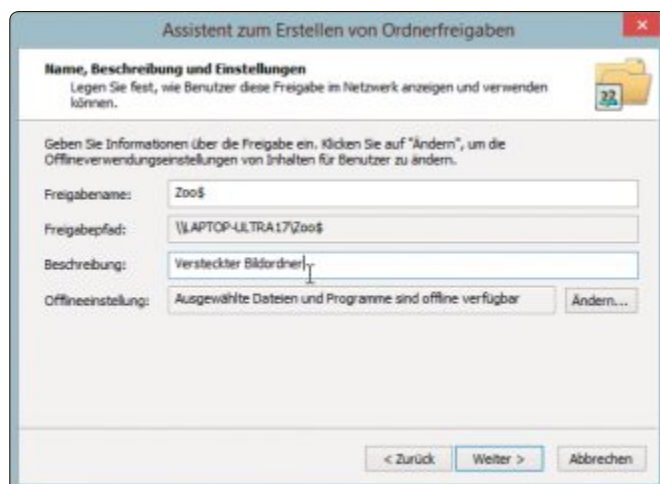 Assistent zum Erstellen von Ordnerfreigaben
Name, Beschreibung und Einstellungen
Legen Sie fest, wie Benutzer diese Freigabe im Netzwerk anzeigen und verwenden
können.
Geben Sie Informationen über die Freigabe ein. Klicken Sie auf "Ändern", um die
Offlineverwendungseinstellungen von Inhalten für Benutzer zu ändern.
Freigabename: Zoo$
Freigabepfad: \\LAPTOP-ULTRA17\Zoo$
Beschreibung: Versteckter Bildordner
Offlineeinstellung: Ausgewählte Dateien und Programme sind offline verfügbar Ändern...
< Zurück Weiter > Abbrechen